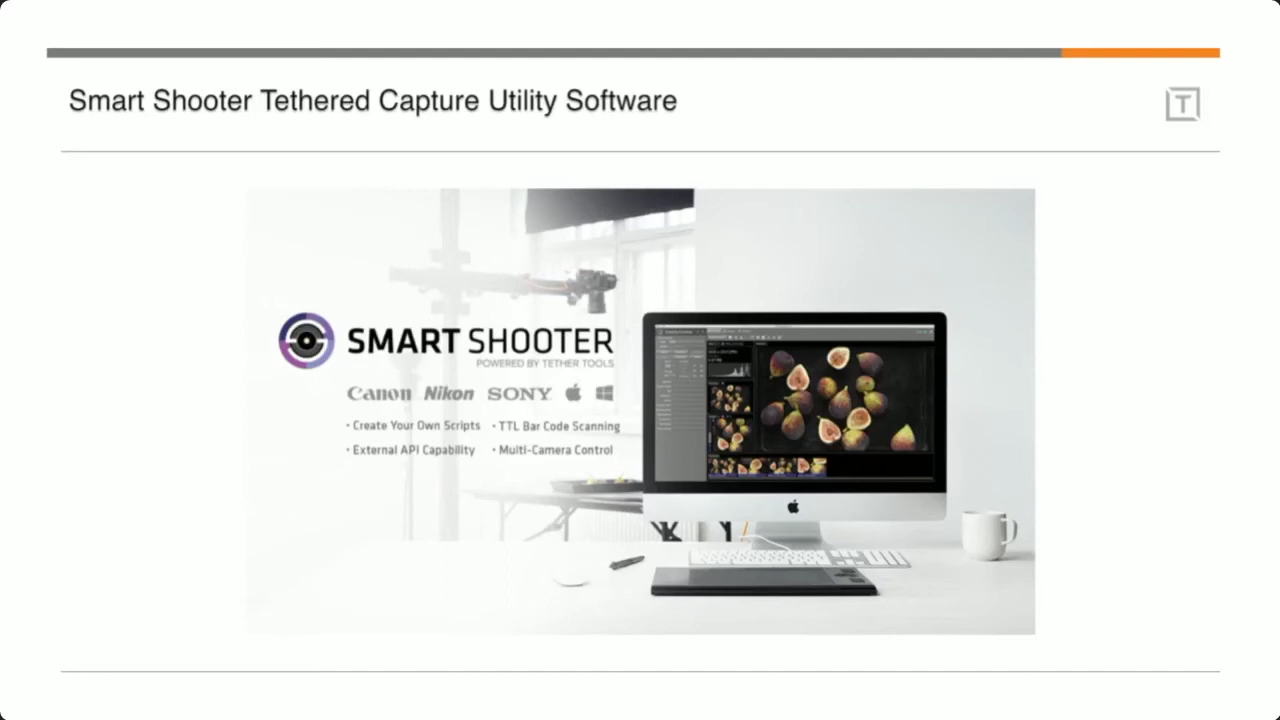 Smart Shooter Tethered Capture Utility Software
T
SMART SHOOTER
POWERED BY TETHER TOOLS
Canon Nikon SONY
· Create Your Own Scripts · TTL Bar Code Scanning
· External API Capability · Multi-Camera Control